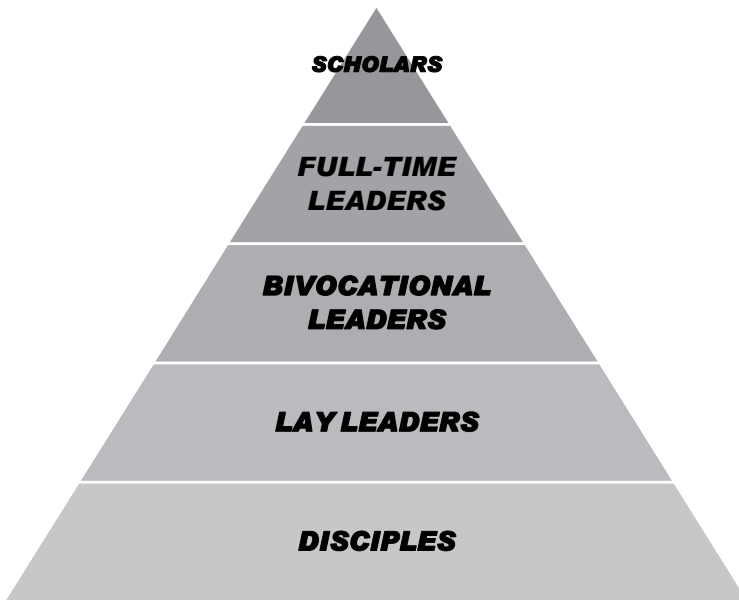 SCHOLARS
FULL-TIME
LEADERS
BIVOCATIONAL
LEADERS
LAY LEADERS
DISCIPLES